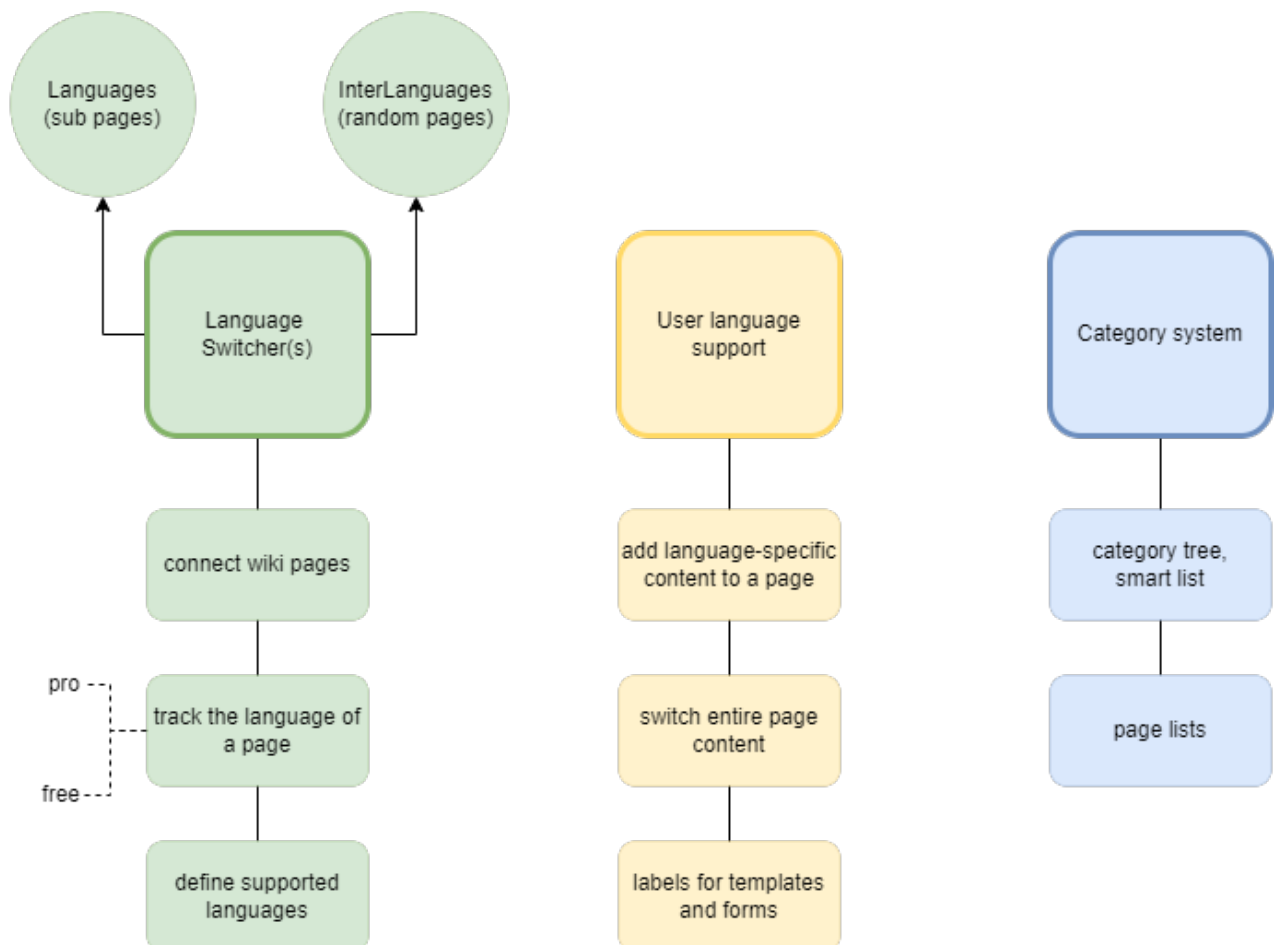 Languages
(sub pages)
InterLanguages
(random pages)
Language
Switcher(s)
User language
support
Category system
connect wiki pages
add language-specific
content to a page
category tree,
smart list
pro
free
track the language of
a page
switch entire page
content
page lists
define supported
languages
labels for templates
and forms